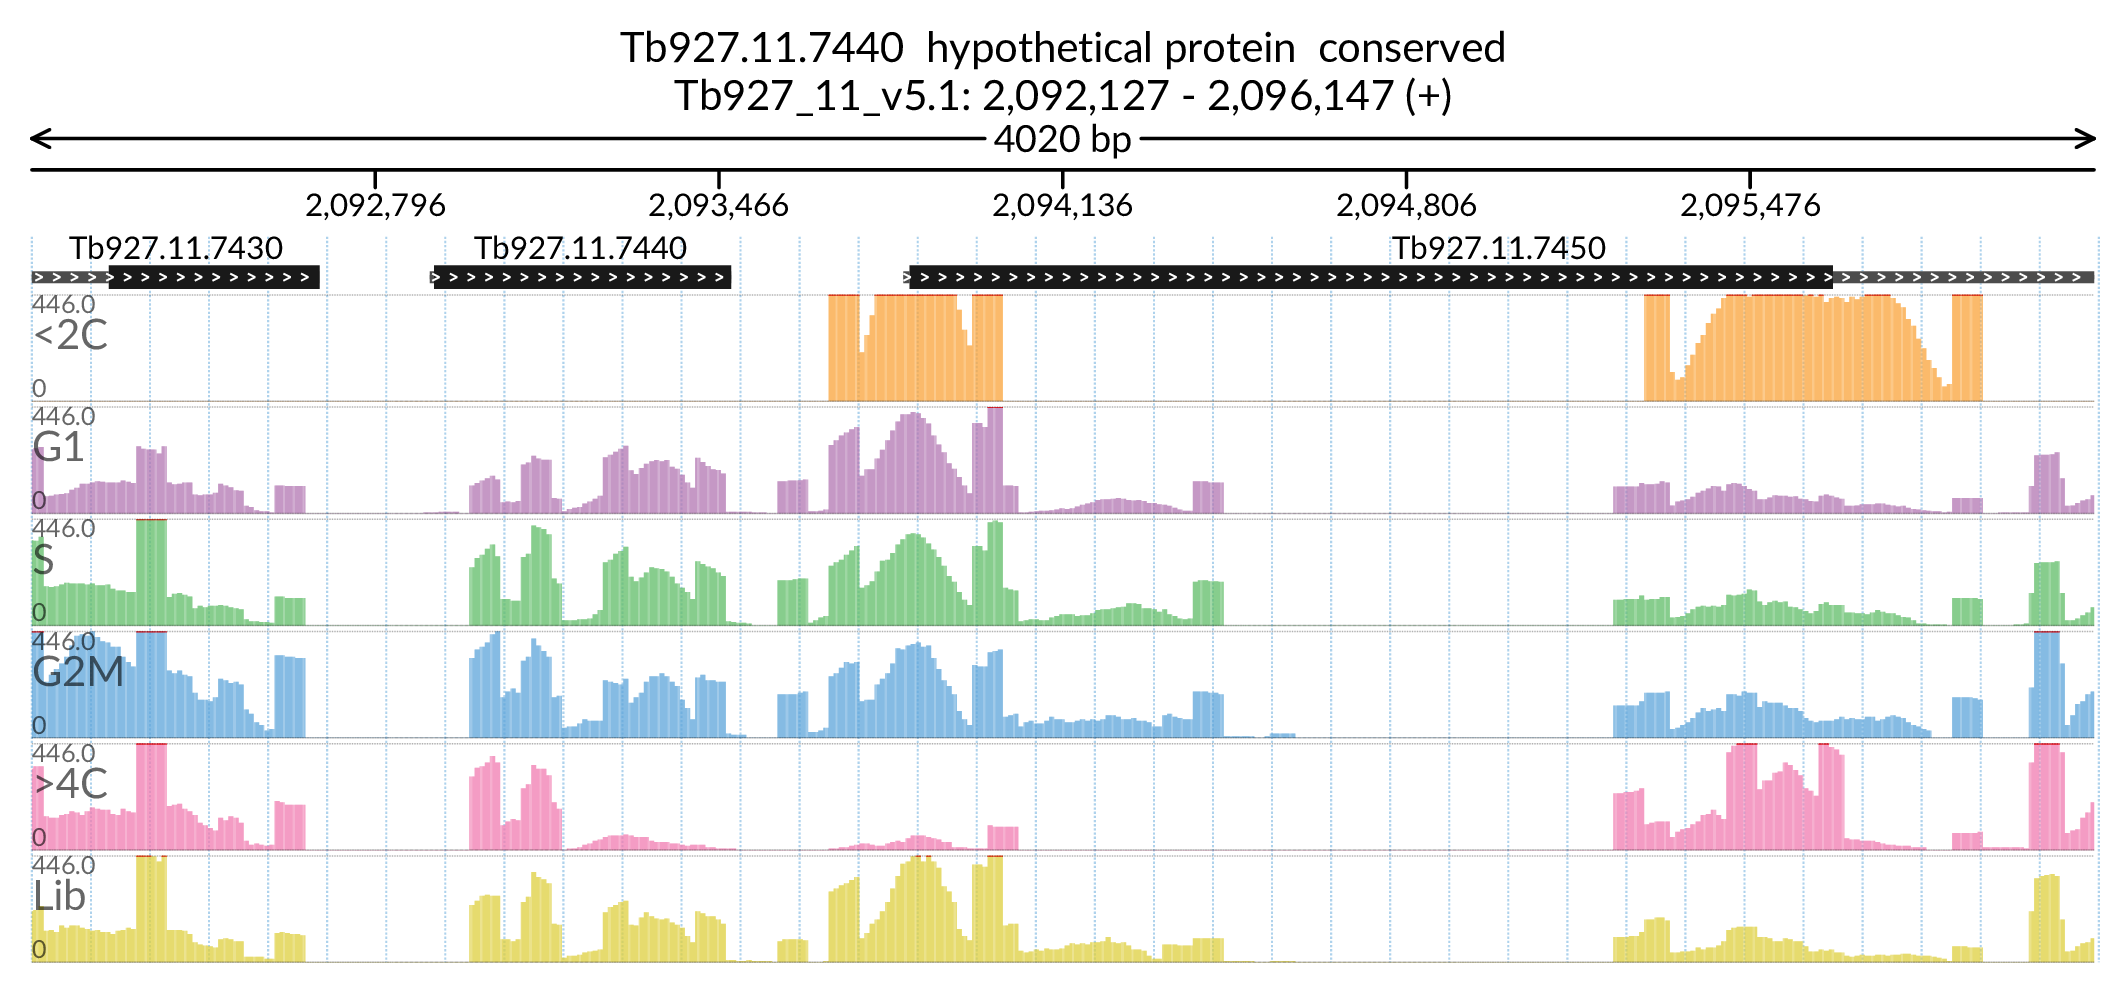 Tb927.11.7440  hypothetical protein  conserved
Tb927_11_v5.1: 2,092,127 - 2,096,147 (+)
4020 bp
2,092,796 2,093,466 2,094,136 2,094,806 2,095,476
Tb927.11.7430 Tb927.11.7440 Tb927.11.7450
446.0
<2C
0
446.0
G1
0
446.0
S
0
446.0
G2M
0
446.0
>4C
0
446.0
Lib
0